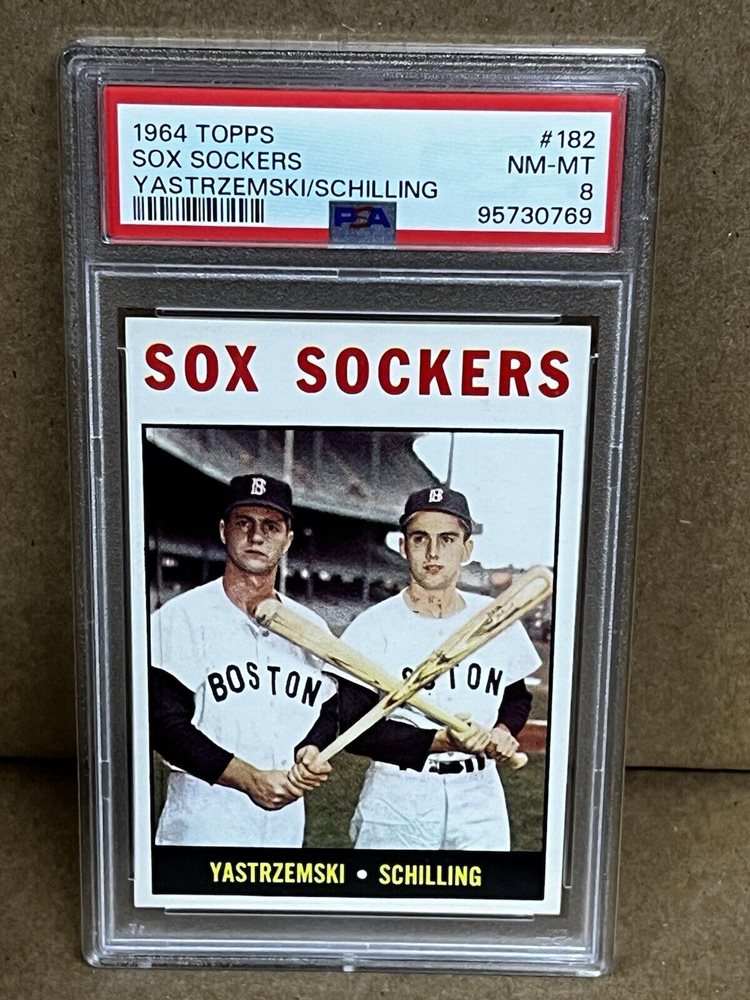 1964 TOPPS #182
SOX SOCKERS NM-MT
YASTRZEMSKI/SCHILLING 8
PSA 95730769
SOX SOCKERS
B B
BOSTON
YASTRZEMSKI • SCHILLING